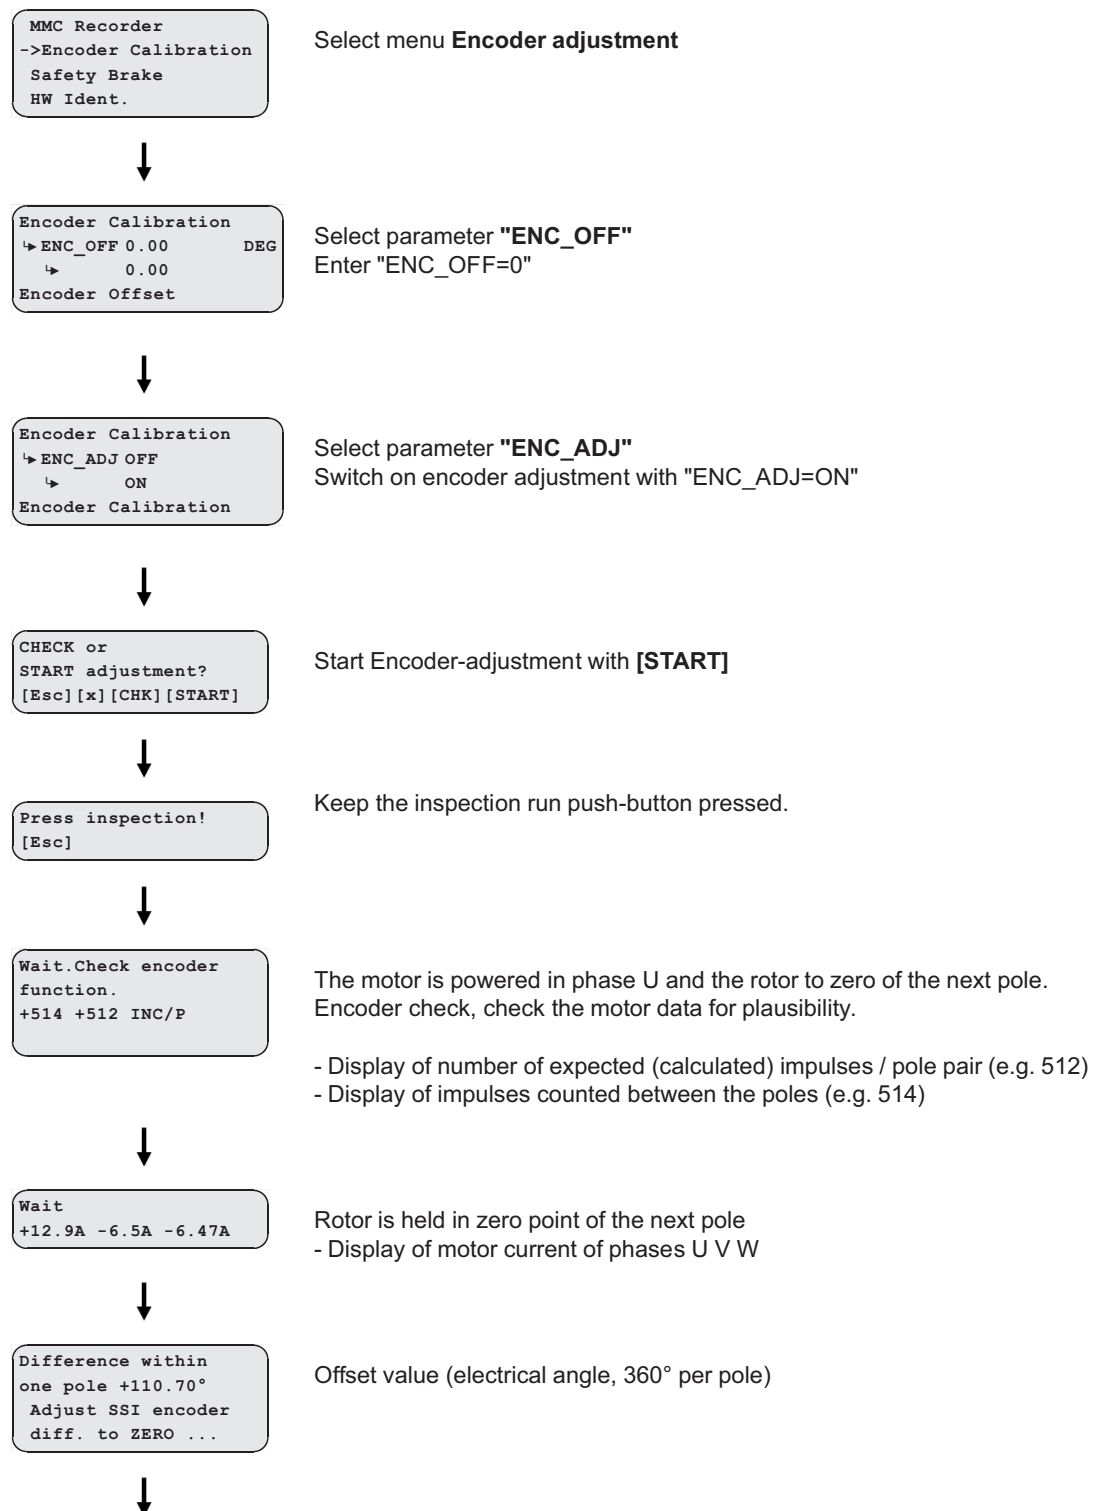 MMC Recorder
->Encoder Calibration
Safety Brake
HW Ident.
Select menu Encoder adjustment
Encoder Calibration
↳ENC_OFF 0.00 DEG
↳ 0.00
Encoder Offset
Select parameter "ENC_OFF"
Enter "ENC_OFF=0"
Encoder Calibration
↳ENC_ADJ OFF
↳ ON
Encoder Calibration
Select parameter "ENC_ADJ"
Switch on encoder adjustment with "ENC_ADJ=ON"
CHECK or
START adjustment?
[Esc][x][CHK][START]
Start Encoder-adjustment with [START]
Press inspection!
[Esc]
Keep the inspection run push-button pressed.
Wait.Check encoder
function.
+514 +512 INC/P
The motor is powered in phase U and the rotor to zero of the next pole.
Encoder check, check the motor data for plausibility.
- Display of number of expected (calculated) impulses / pole pair (e.g. 512)
- Display of impulses counted between the poles (e.g. 514)
Wait
+12.9A -6.5A -6.47A
Rotor is held in zero point of the next pole
- Display of motor current of phases U V W
Difference within
one pole +110.70°
Adjust SSI encoder
diff. to ZERO ...
Offset value (electrical angle, 360° per pole)